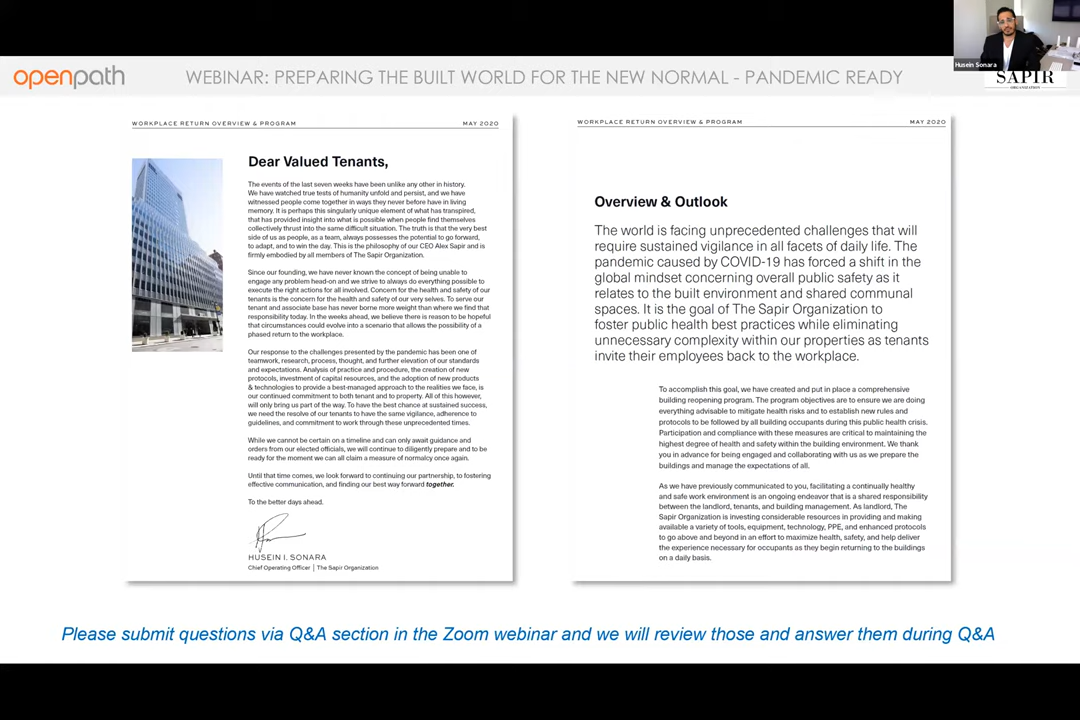 openpath
WEBINAR: PREPARING THE BUILT WORLD FOR THE NEW NORMAL - PANDEMIC READY
Husein Sonara
SAPIR
ORGANIZATION
WORKPLACE RETURN OVERVIEW & PROGRAM
MAY 2020
Dear Valued Tenants,
The events of the last seven weeks have been unlike any other in history.
We have watched true tests of humanity unfold and persist, and we have
witnessed people come together in ways they never before have in living
memory. It is perhaps this singularly unique element of what has transpired,
that has provided insight into what is possible when people find themselves
collectively thrust into the same difficult situation. The truth is that the very best
side of us as people, as a team, always possesses the potential to go forward,
to adapt, and to win the day. This is the philosophy of our CEO Alex Sapir and is
firmly embodied by all members of The Sapir Organization.
Since our founding, we have never known the concept of being unable to
engage any problem head-on and we strive to always do everything possible to
execute the right actions for all involved. Concern for the health and safety of our
tenants is the concern for the health and safety of our very selves. To serve our
tenant and associate base has never borne more weight than where we find that
responsibility today. In the weeks ahead, we believe there is reason to be hopeful
that circumstances could evolve into a scenario that allows the possibility of a
phased return to the workplace.
Our response to the challenges presented by the pandemic has been one of
teamwork, research, process, thought, and further elevation of our standards
and expectations. Analysis of practice and procedure, the creation of new
protocols, investment of capital resources, and the adoption of new products
& technologies to provide a best-managed approach to the realities we face, is
our continued commitment to both tenant and to property. All of this however,
will only bring us part of the way. To have the best chance at sustained success,
we need the resolve of our tenants to have the same vigilance, adherence to
guidelines, and commitment to work through these unprecedented times.
While we cannot be certain on a timeline and can only await guidance and
orders from our elected officials, we will continue to diligently prepare and to be
ready for the moment we can all claim a measure of normalcy once again.
Until that time comes, we look forward to continuing our partnership, to fostering
effective communication, and finding our best way forward together.
To the better days ahead.
HUSEIN I. SONARA
Chief Operating Officer | The Sapir Organization
WORKPLACE RETURN OVERVIEW & PROGRAM
MAY 2020
Overview & Outlook
The world is facing unprecedented challenges that will
require sustained vigilance in all facets of daily life. The
pandemic caused by COVID-19 has forced a shift in the
global mindset concerning overall public safety as it
relates to the built environment and shared communal
spaces. It is the goal of The Sapir Organization to
foster public health best practices while eliminating
unnecessary complexity within our properties as tenants
invite their employees back to the workplace.
To accomplish this goal, we have created and put in place a comprehensive
building reopening program. The program objectives are to ensure we are doing
everything advisable to mitigate health risks and to establish new rules and
protocols to be followed by all building occupants during this public health crisis.
Participation and compliance with these measures are critical to maintaining the
highest degree of health and safety within the building environment. We thank
you in advance for being engaged and collaborating with us as we prepare the
buildings and manage the expectations of all.
As we have previously communicated to you, facilitating a continually healthy
and safe work environment is an ongoing endeavor that is a shared responsibility
between the landlord, tenants, and building management. As landlord, The
Sapir Organization is investing considerable resources in providing and making
available a variety of tools, equipment, technology, PPE, and enhanced protocols
to go above and beyond in an effort to maximize health, safety, and help deliver
the experience necessary for occupants as they begin returning to the buildings
on a daily basis.
Please submit questions via Q&A section in the Zoom webinar and we will review those and answer them during Q&A